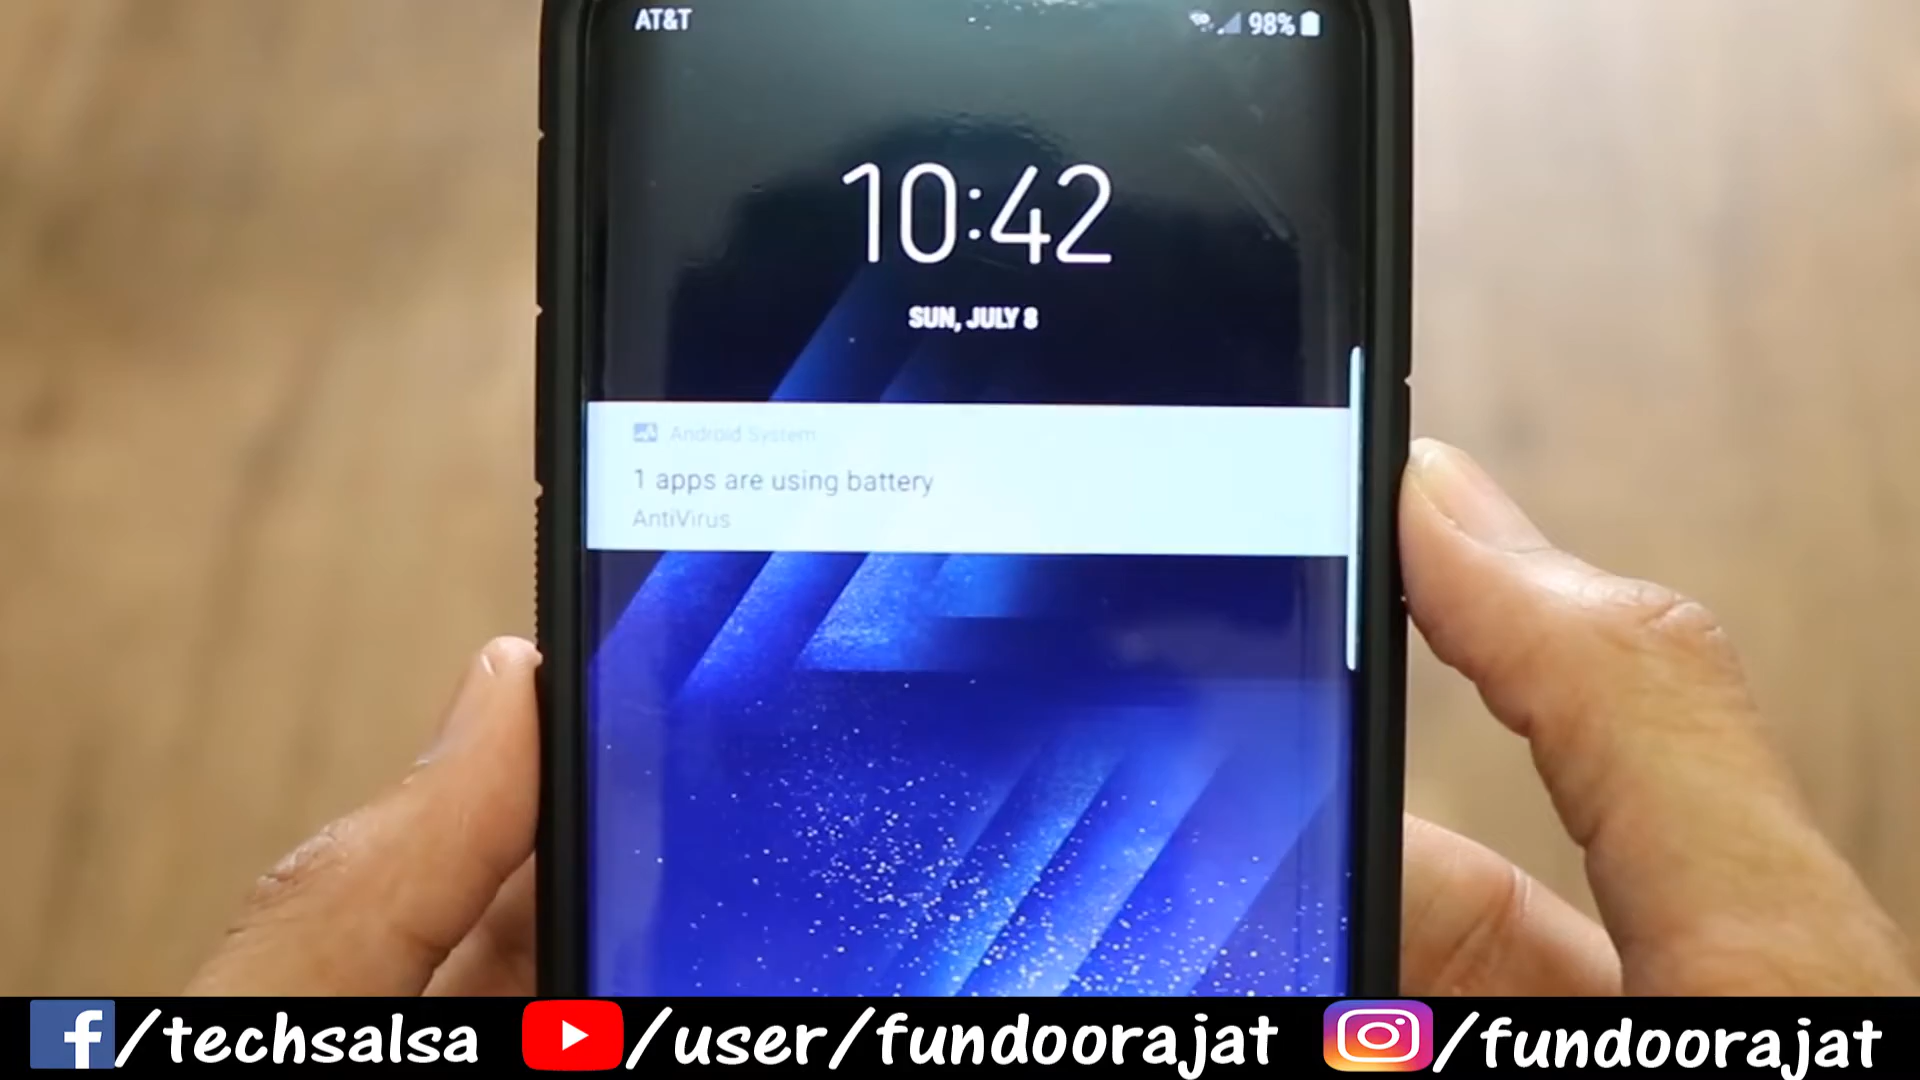 AT&T 98%
10:42
SUN, JULY 8
Android System
1 apps are using battery
AntiVirus
/techsalsa /user/fundoorajat /fundoorajat